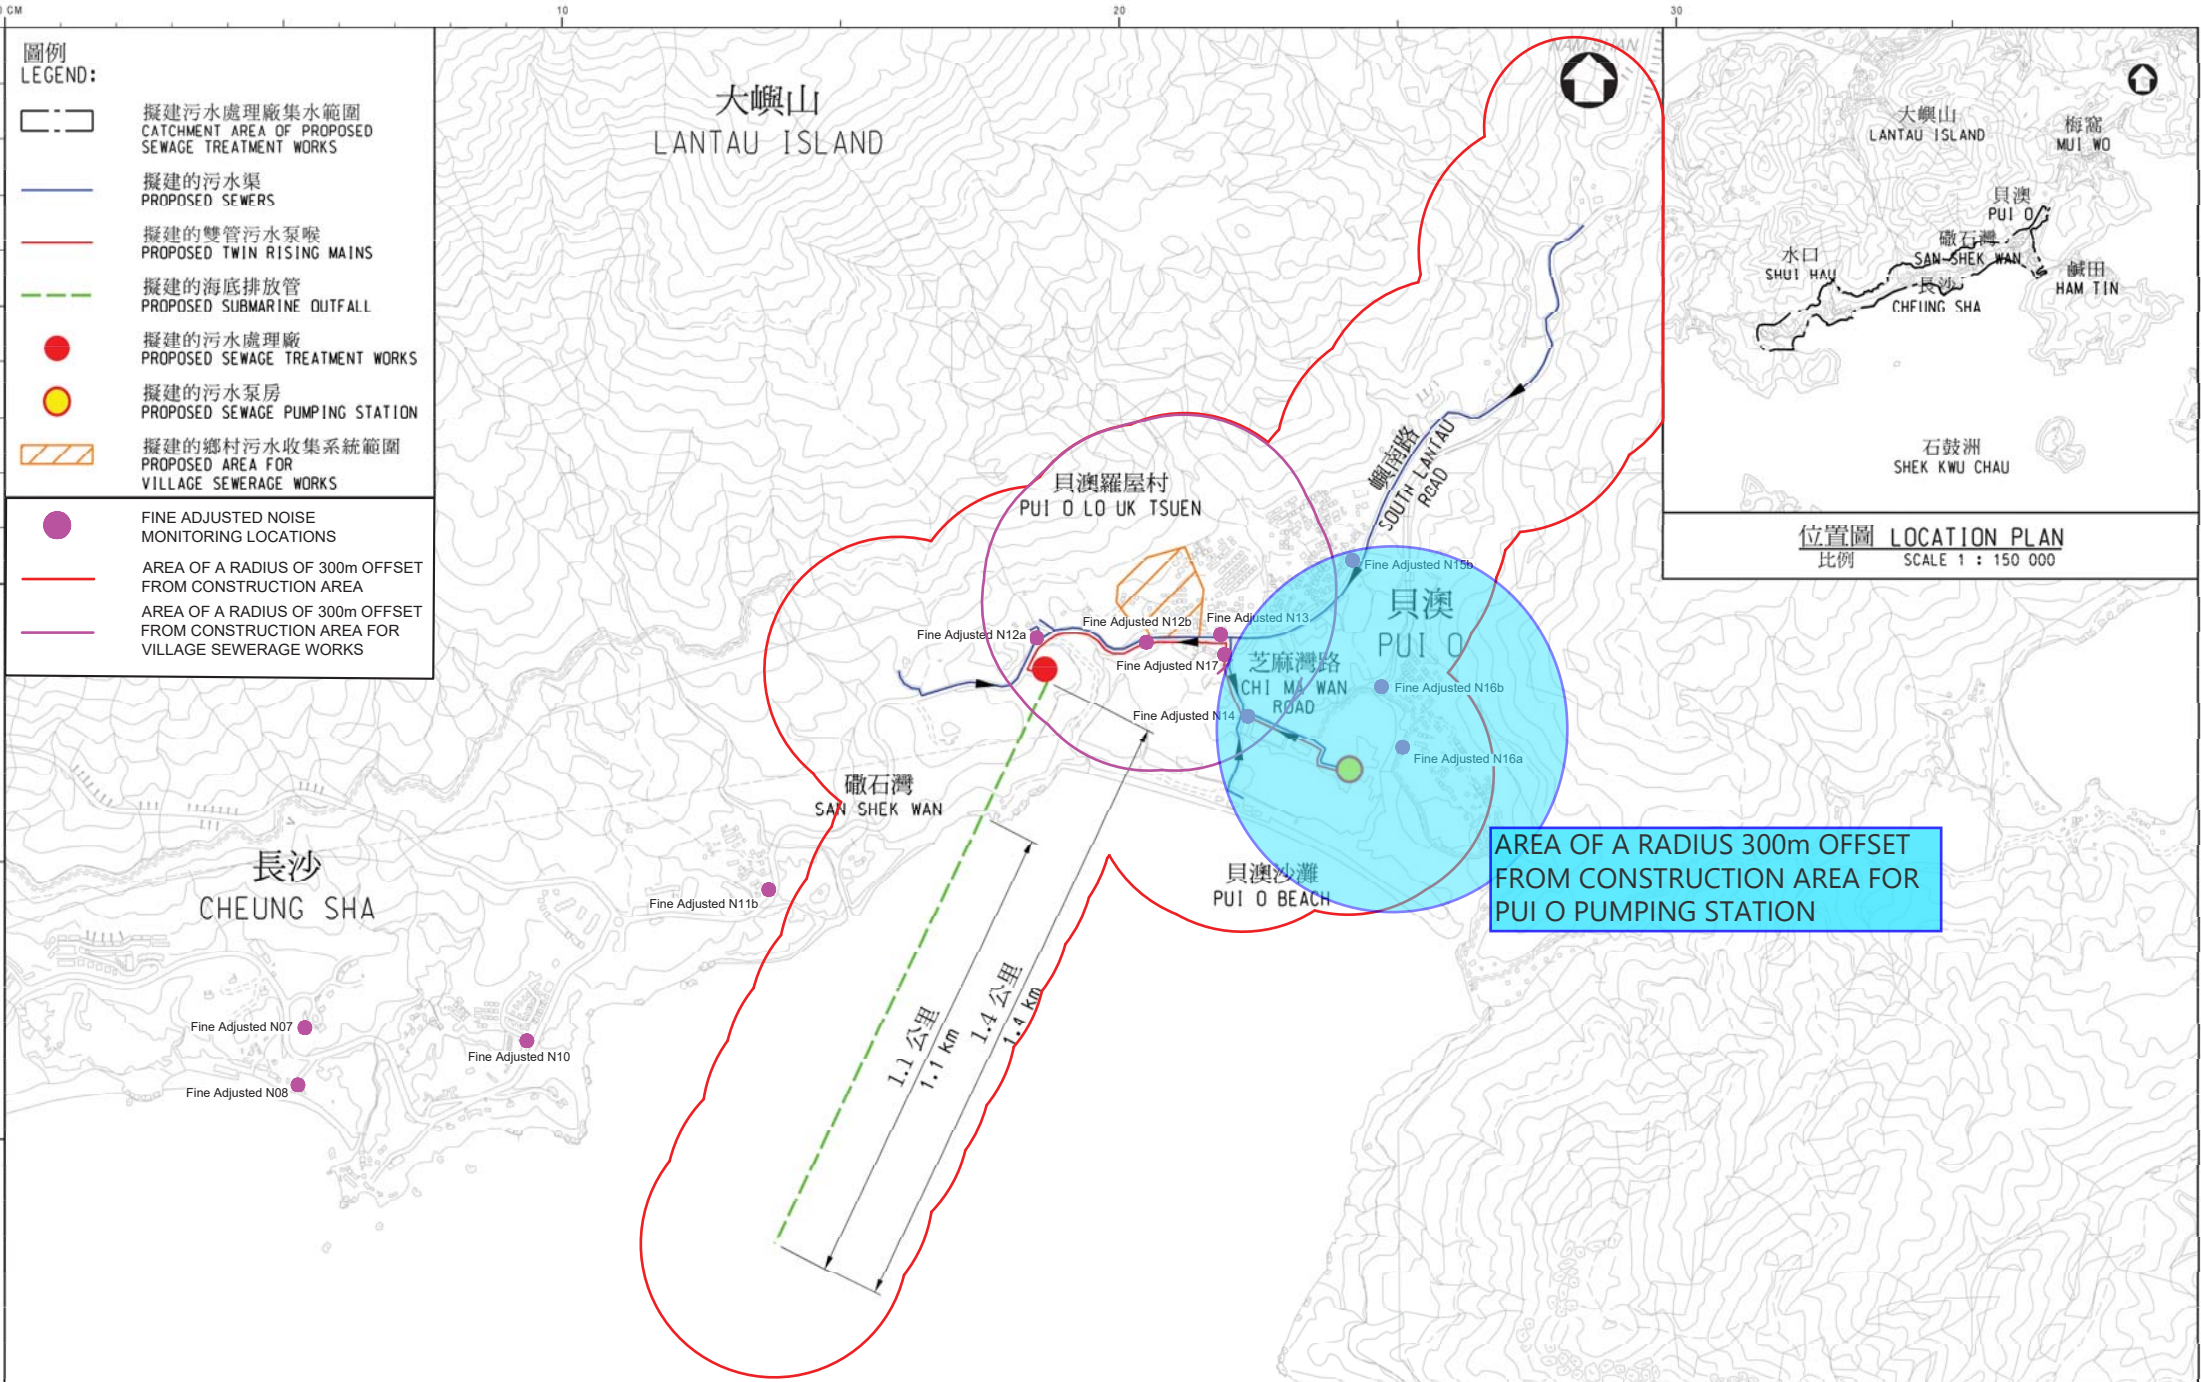 CM
10
20
30
圖例
LEGEND:
擬建污水處理廠集水範圍
CATCHMENT AREA OF PROPOSED
SEWAGE TREATMENT WORKS
擬建的污水渠
PROPOSED SEWERS
擬建的雙管污水泵喉
PROPOSED TWIN RISING MAINS
擬建的海底排放管
PROPOSED SUBMARINE OUTFALL
擬建的污水處理廠
PROPOSED SEWAGE TREATMENT WORKS
擬建的污水泵房
PROPOSED SEWAGE PUMPING STATION
擬建的鄉村污水收集系統範圍
PROPOSED AREA FOR
VILLAGE SEWERAGE WORKS
FINE ADJUSTED NOISE
MONITORING LOCATIONS
AREA OF A RADIUS OF 300m OFFSET
FROM CONSTRUCTION AREA
AREA OF A RADIUS OF 300m OFFSET
FROM CONSTRUCTION AREA FOR
VILLAGE SEWERAGE WORKS
大嶼山
LANTAU ISLAND
NAM SHAN
大嶼山
LANTAU ISLAND
梅窩
MUI WO
貝澳
PUI O
礮石灣
SAN SHEK WAN
水口
SHUI HAU
鹹田
HAM TIN
長沙
CHEUNG SHA
石鼓洲
SHEK KWU CHAU
位置圖 LOCATION PLAN
比例 SCALE 1 : 150 000
嶼南路
SOUTH LANTAU
ROAD
貝澳羅屋村
PUI O LO UK TSUEN
Fine Adjusted N15b
貝澳
PUI O
Fine Adjusted N12b
Fine Adjusted N13
Fine Adjusted N12a
Fine Adjusted N17
芝麻灣路
CHI MA WAN
ROAD
Fine Adjusted N16b
Fine Adjusted N14
Fine Adjusted N16a
礮石灣
SAN SHEK WAN
AREA OF A RADIUS 300m OFFSET
FROM CONSTRUCTION AREA FOR
PUI O PUMPING STATION
貝澳沙灘
PUI O BEACH
長沙
CHEUNG SHA
Fine Adjusted N11b
1.1 公里
1.1 km
1.4 公里
1.4 km
Fine Adjusted N07
Fine Adjusted N10
Fine Adjusted N08